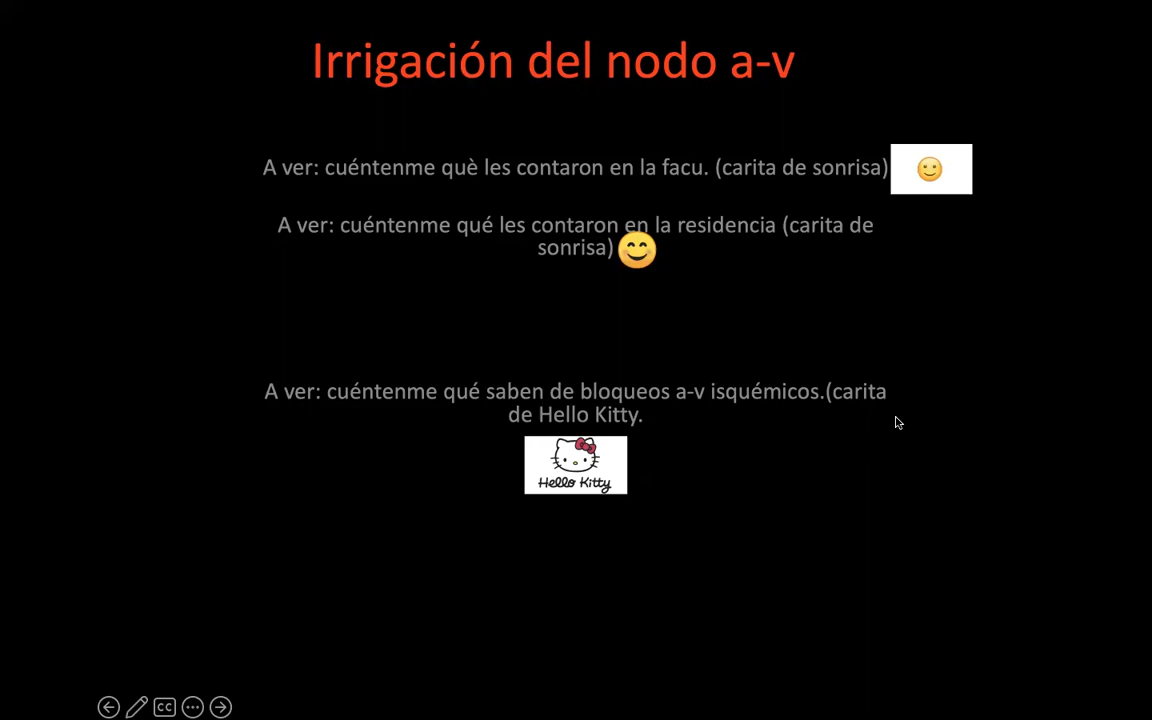 Irrigación del nodo a-v
A ver: cuéntenme què les contaron en la facu. (carita de sonrisa)
A ver: cuéntenme qué les contaron en la residencia (carita de
sonrisa)
A ver: cuéntenme qué saben de bloqueos a-v isquémicos.(carita
de Hello Kitty.
Hello Kitty
CC